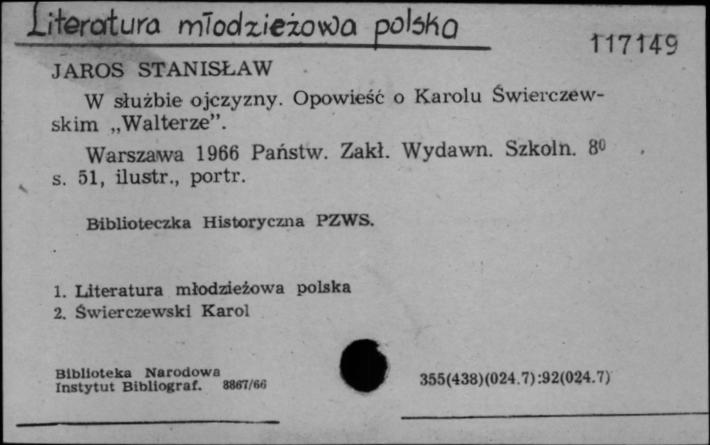 Literatura młodzieżowa polska
117149
JAROS STANISŁAW
W służbie ojczyzny. Opowieść o Karolu Świerczew-
skim „Walterze”.
Warszawa 1966 Państw. Zakł. Wydawn. Szkoln. 8⁰
s. 51, ilustr., portr.
Biblioteczka Historyczna PZWS.
1. Literatura młodzieżowa polska
2. Świerczewski Karol
Biblioteka Narodowa
Instytut Bibliograf. 8867/66
355(438)(024.7):92(024.7)